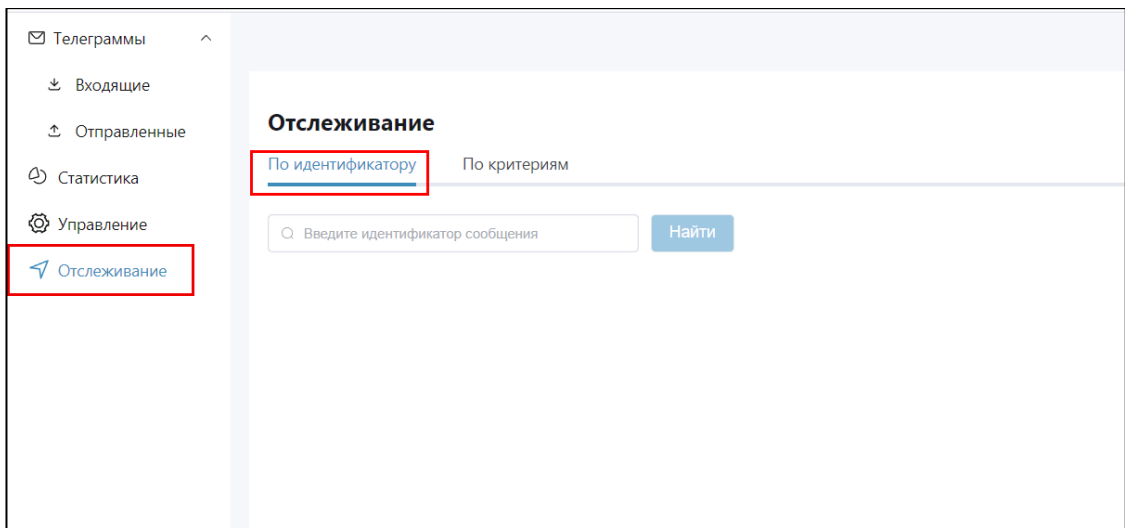 Телеграммы
Входящие
Отправленные
Статистика
Управление
Отслеживание
Отслеживание
По идентификатору По критериям
Введите идентификатор сообщения Найти